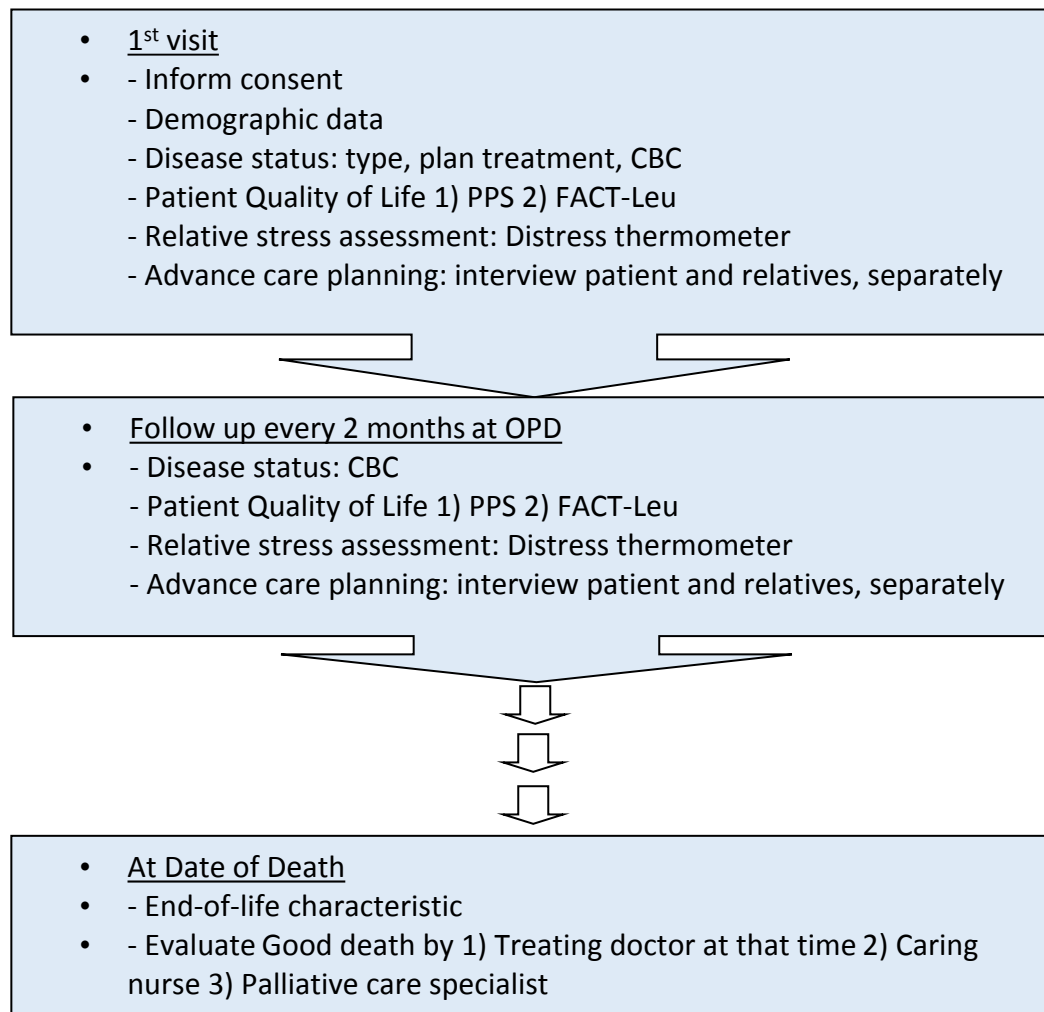 • 1st visit
• - Inform consent
- Demographic data
- Disease status: type, plan treatment, CBC
- Patient Quality of Life 1) PPS 2) FACT-Leu
- Relative stress assessment: Distress thermometer
- Advance care planning: interview patient and relatives, separately
• Follow up every 2 months at OPD
• - Disease status: CBC
- Patient Quality of Life 1) PPS 2) FACT-Leu
- Relative stress assessment: Distress thermometer
- Advance care planning: interview patient and relatives, separately
• At Date of Death
• - End-of-life characteristic
• - Evaluate Good death by 1) Treating doctor at that time 2) Caring
nurse 3) Palliative care specialist